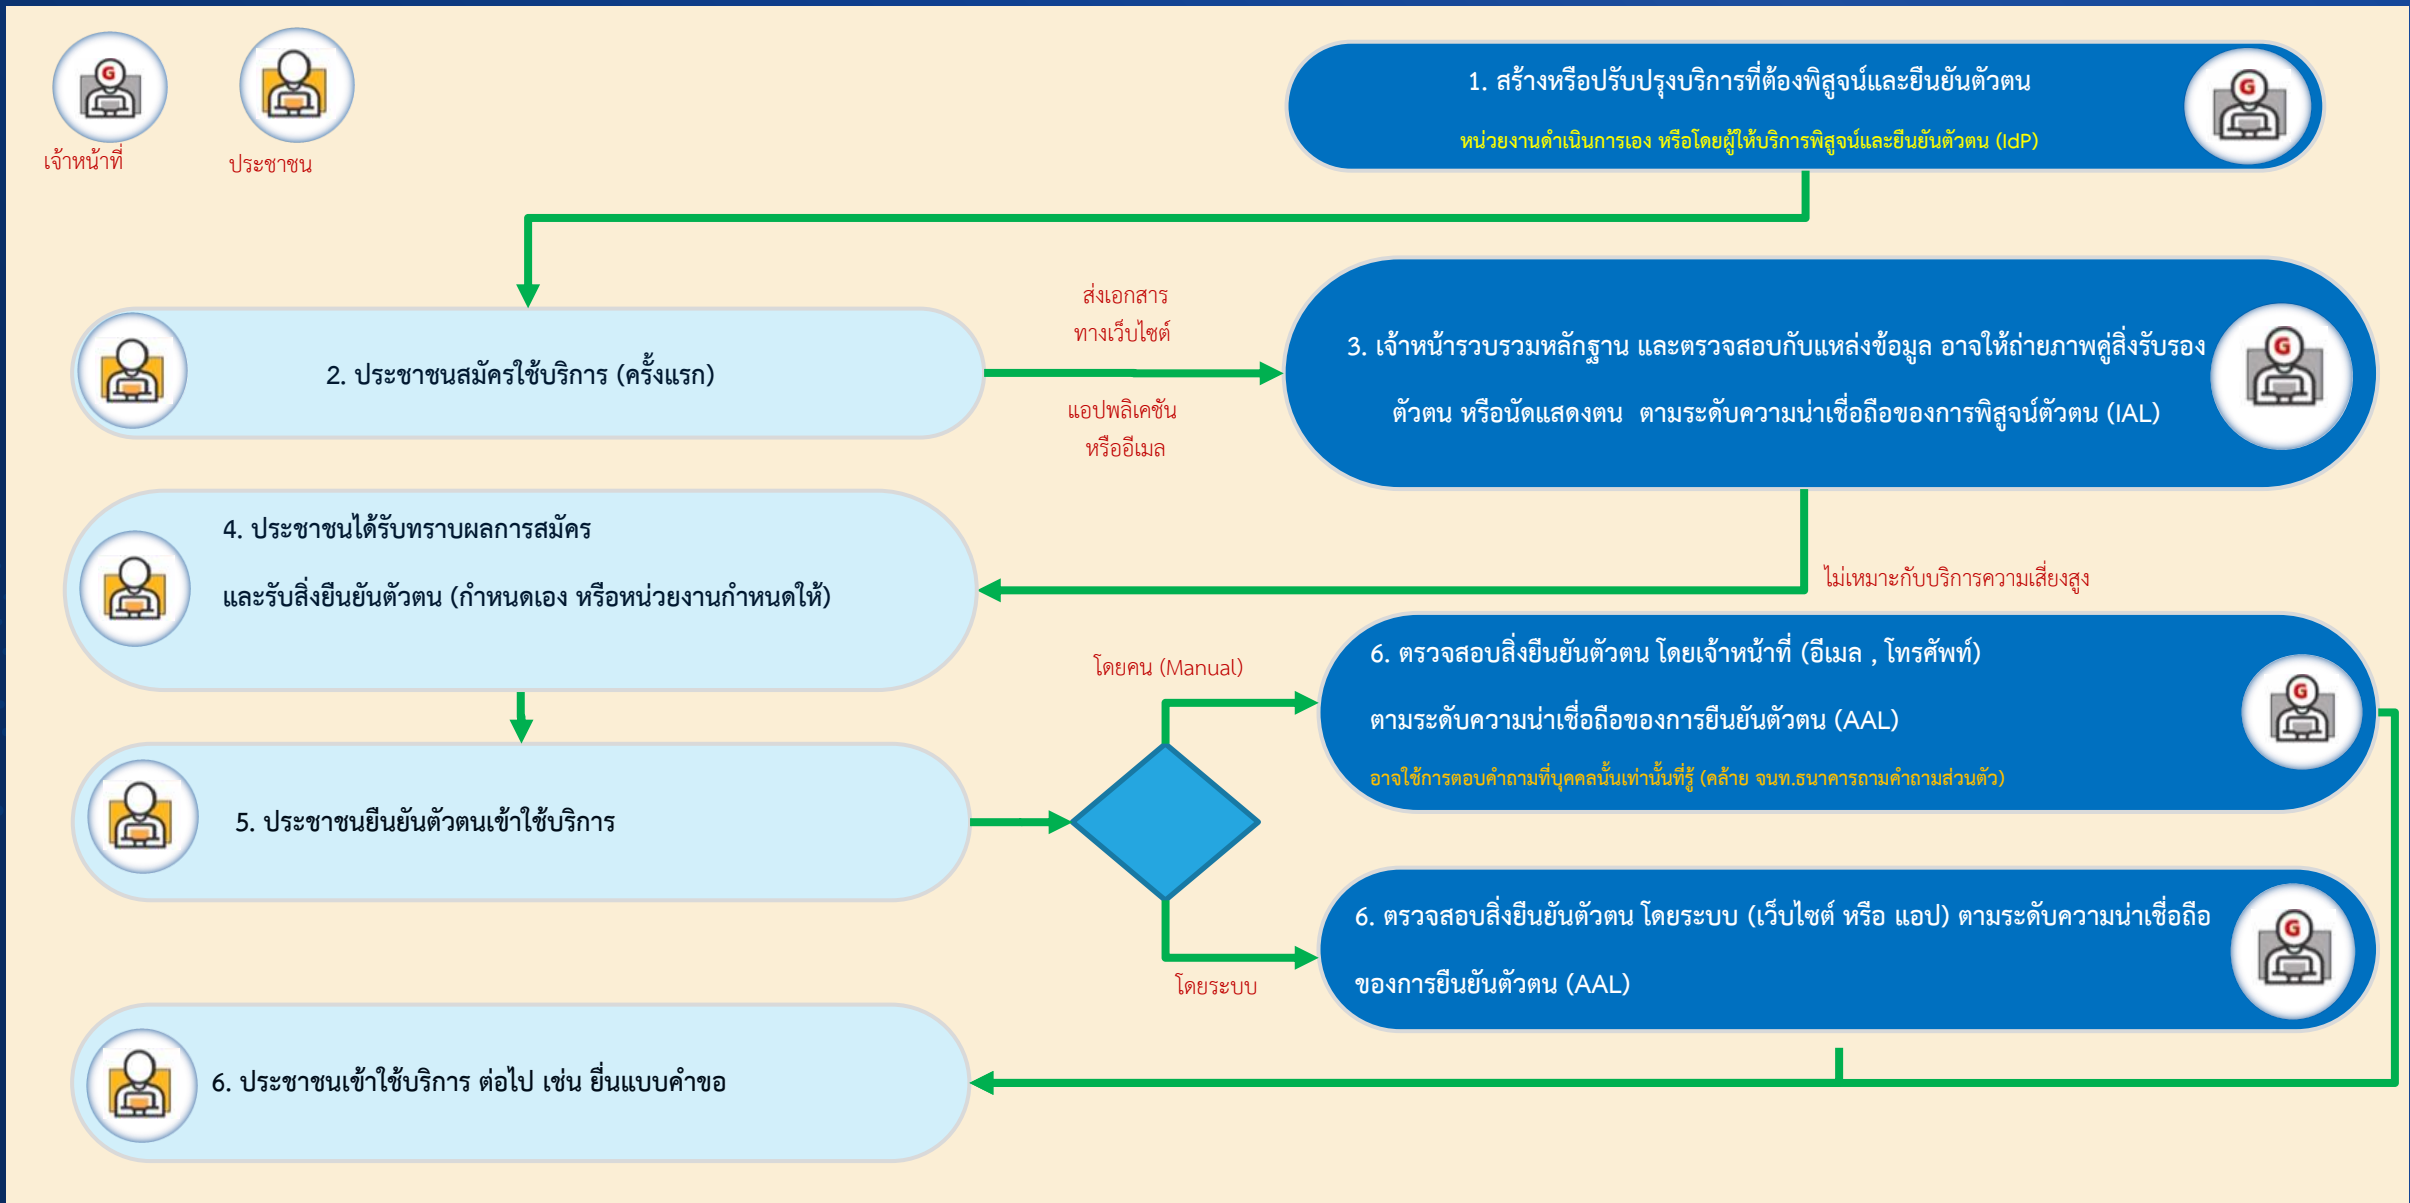 เจ้าหน้าที่
ประชาชน
1. สร้างหรือปรับปรุงบริการที่ต้องพิสูจน์และยืนยันตัวตน
หน่วยงานดำเนินการเอง หรือโดยผู้ให้บริการพิสูจน์และยืนยันตัวตน (IdP)
2. ประชาชนสมัครใช้บริการ (ครั้งแรก)
ส่งเอกสาร
ทางเว็บไซต์
แอปพลิเคชัน
หรืออีเมล
3. เจ้าหน้ารวบรวมหลักฐาน และตรวจสอบกับแหล่งข้อมูล อาจให้ถ่ายภาพคู่สิ่งรับรอง
ตัวตน หรือนัดแสดงตน ตามระดับความน่าเชื่อถือของการพิสูจน์ตัวตน (IAL)
4. ประชาชนได้รับทราบผลการสมัคร
และรับสิ่งยืนยันตัวตน (กำหนดเอง หรือหน่วยงานกำหนดให้)
ไม่เหมาะกับบริการความเสี่ยงสูง
5. ประชาชนยืนยันตัวตนเข้าใช้บริการ
โดยคน (Manual)
6. ตรวจสอบสิ่งยืนยันตัวตน โดยเจ้าหน้าที่ (อีเมล , โทรศัพท์)
ตามระดับความน่าเชื่อถือของการยืนยันตัวตน (AAL)
อาจใช้การตอบคำถามที่บุคคลนั้นเท่านั้นที่รู้ (คล้าย จนท.ธนาคารถามคำถามส่วนตัว)
โดยระบบ
6. ตรวจสอบสิ่งยืนยันตัวตน โดยระบบ (เว็บไซต์ หรือ แอป) ตามระดับความน่าเชื่อถือ
ของการยืนยันตัวตน (AAL)
6. ประชาชนเข้าใช้บริการ ต่อไป เช่น ยื่นแบบคำขอ
G
G
G
G
G